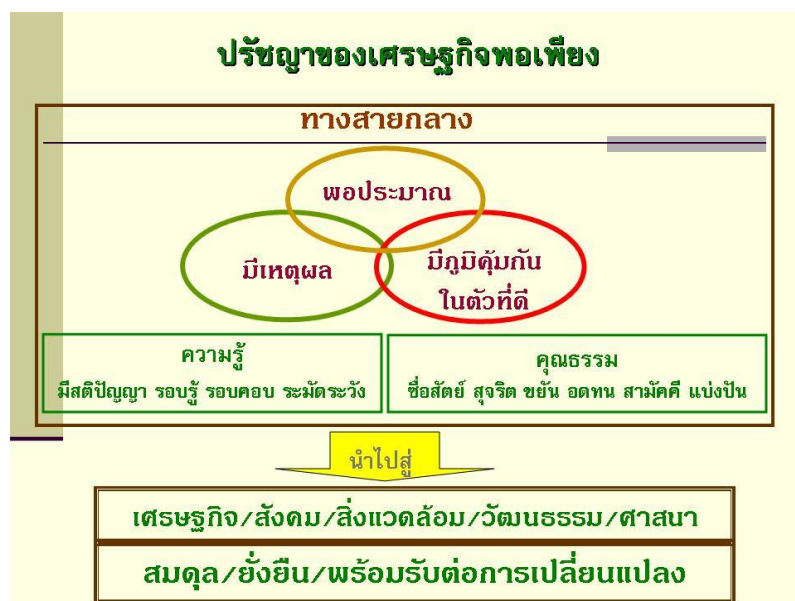 ปรัชญาของเศรษฐกิจพอเพียง
ทางสายกลาง
พอประมาณ
มีเหตุผล
มีภูมิคุ้มกัน
ในตัวที่ดี
ความรู้
มีสติปัญญา รอบรู้ รอบคอบ ระมัดระวัง
คุณธรรม
ซื่อสัตย์ สุจริต ขยัน อดทน สามัคคี แบ่งปัน
นำไปสู่
เศรษฐกิจ/สังคม/สิ่งแวดล้อม/วัฒนธรรม/ศาสนา
สมดุล/ยั่งยืน/พร้อมรับต่อการเปลี่ยนแปลง